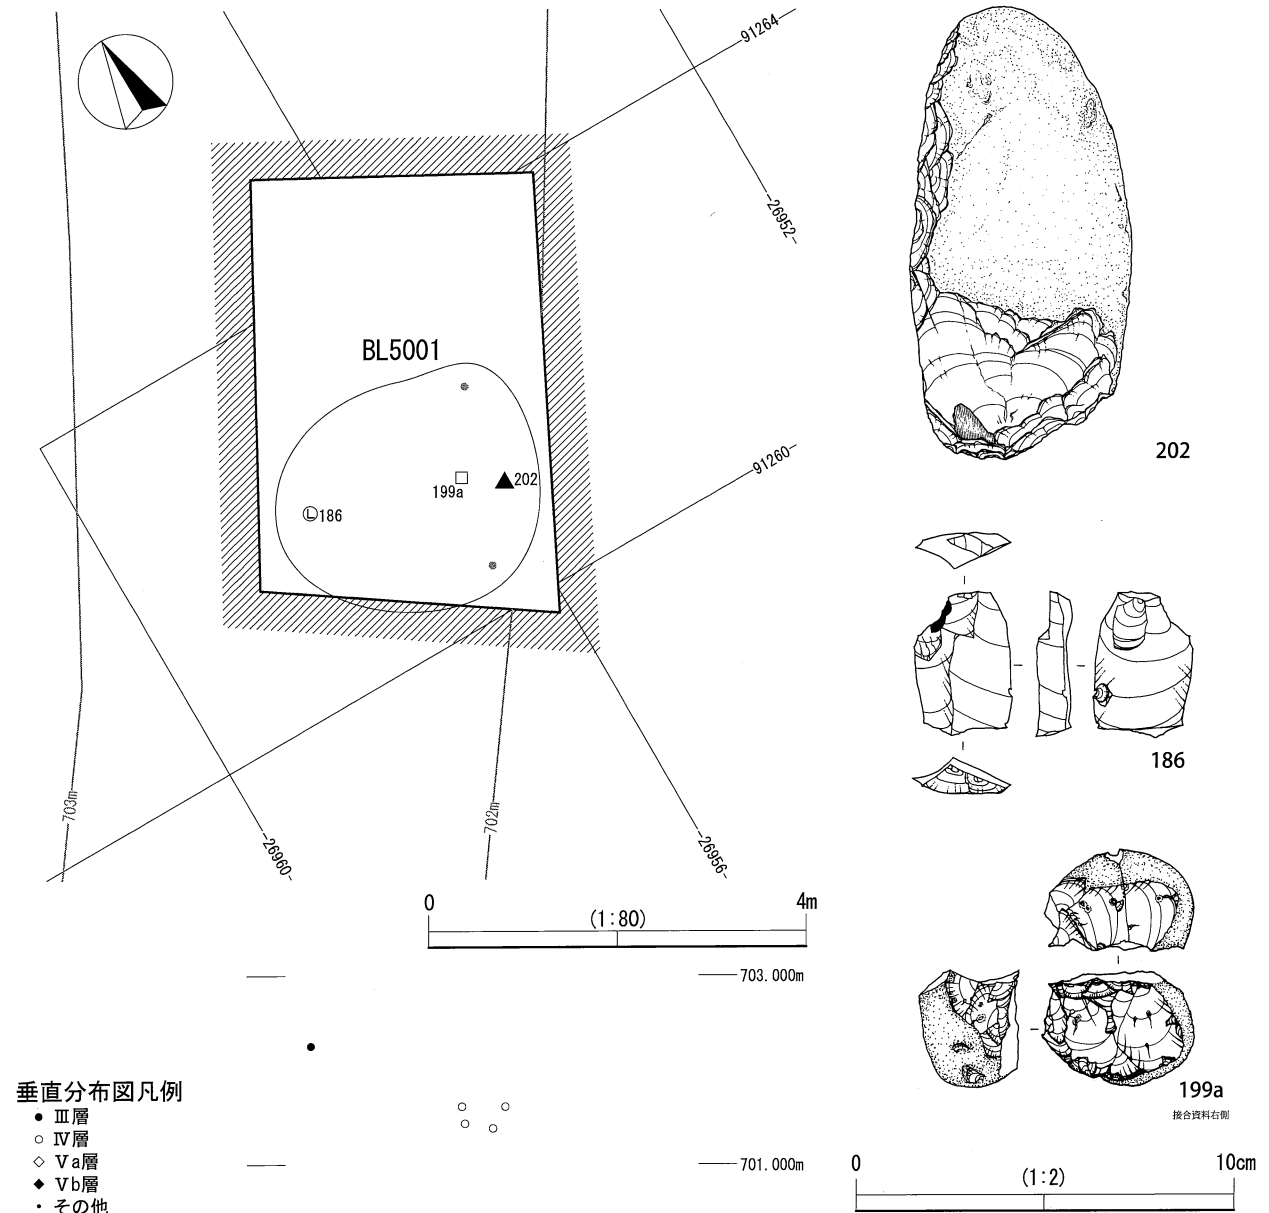 91264
-26952-
BL5001
199a
202
186
91260
703m
702m
-26960-
-26956-
0
4m
(1:80)
703.000m
701.000m
垂直分布図凡例
● Ⅲ層
○ Ⅳ層
◇ Ⅴa層
◆ Ⅴb層
・ その他
202
186
199a
接合資料右側
0
10cm
(1:2)